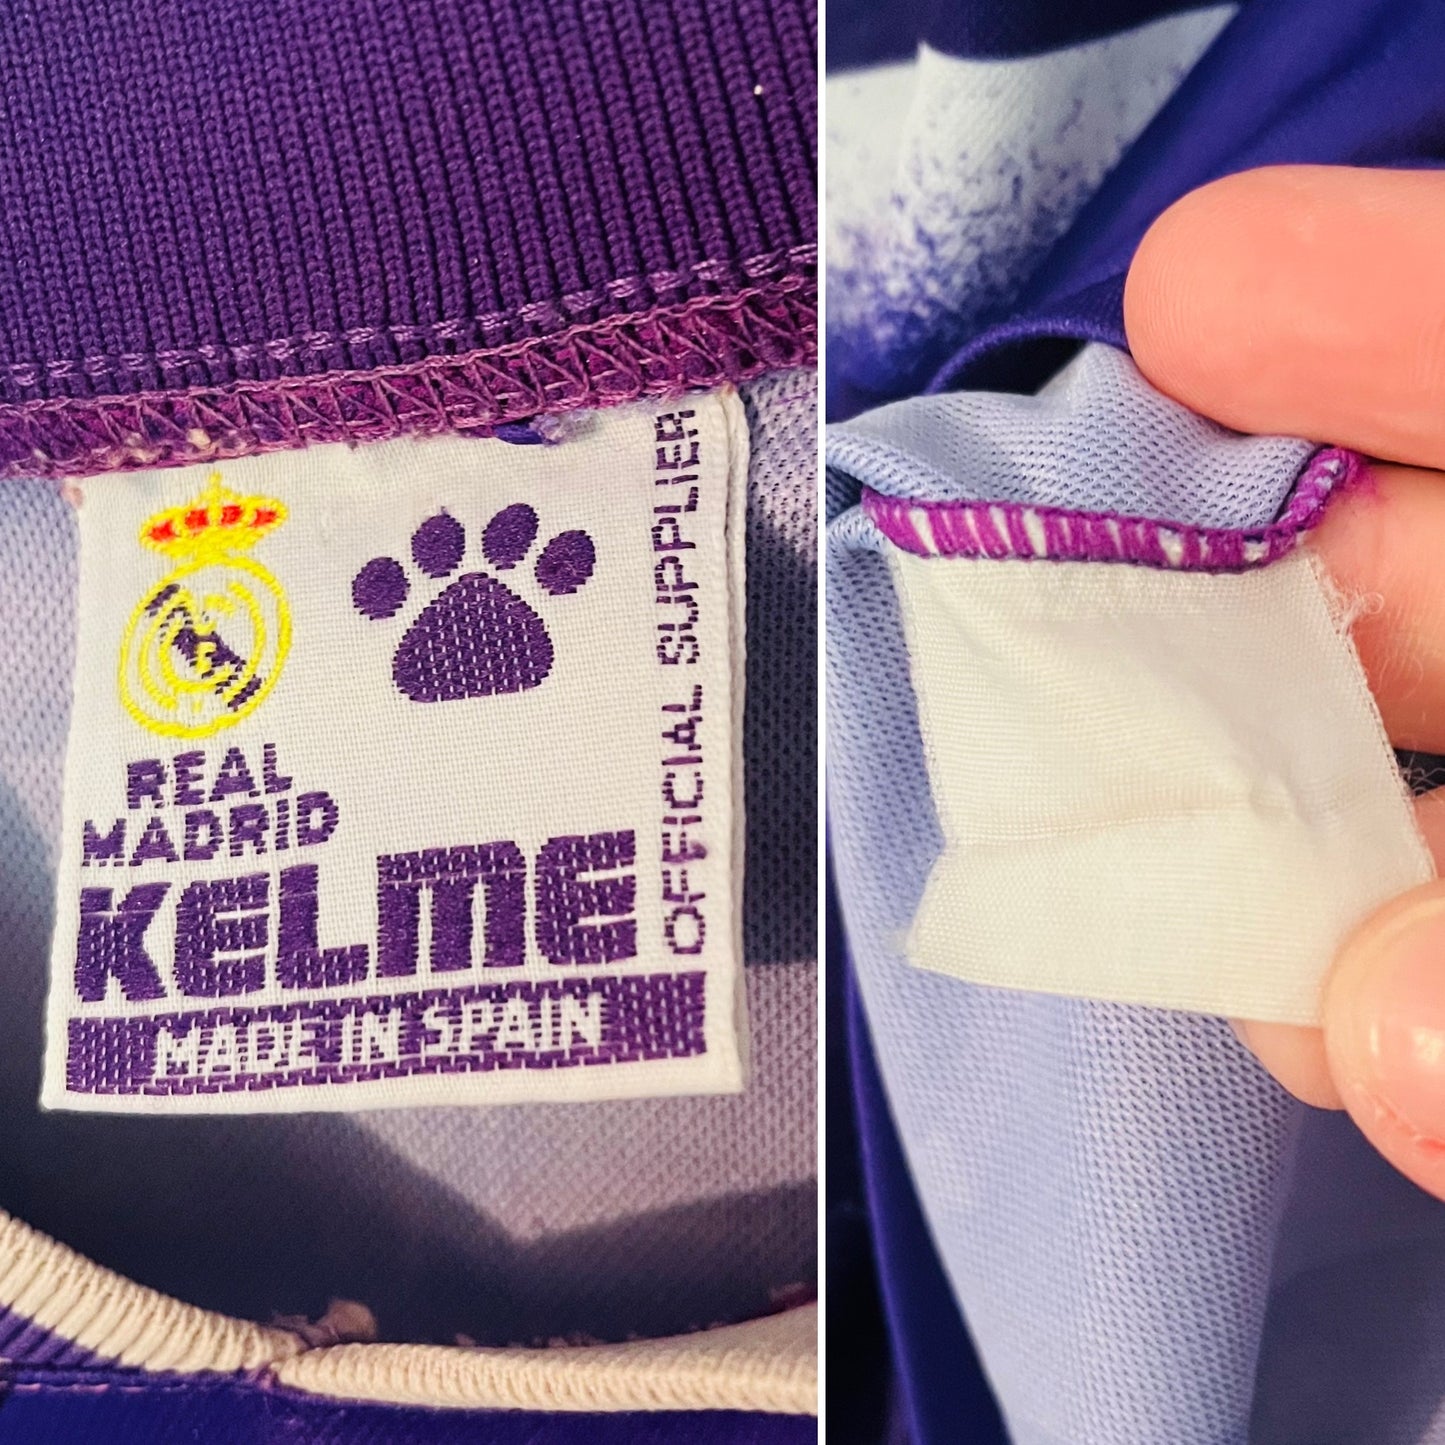 REAL
MADRID
KELME
MADE IN SPAIN
OFFICIAL SUPPLIER